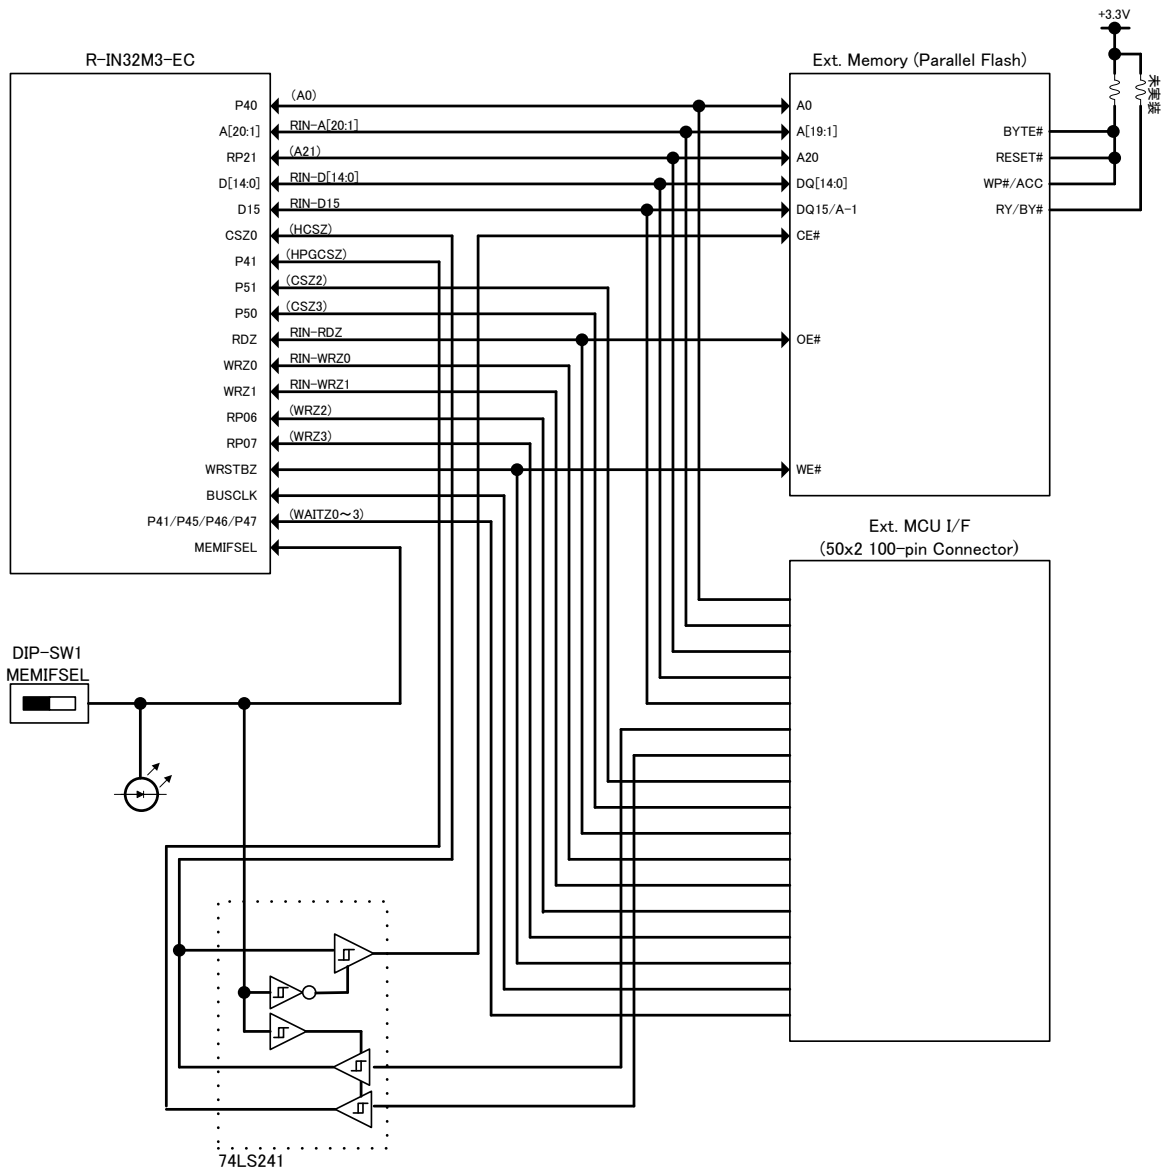 +3.3V
R-IN32M3-EC
Ext. Memory (Parallel Flash)
未実装
P40
(A0)
A0
A[20:1]
RIN-A[20:1]
A[19:1]
BYTE#
RP21
(A21)
A20
RESET#
D[14:0]
RIN-D[14:0]
DQ[14:0]
WP#/ACC
D15
RIN-D15
DQ15/A-1
RY/BY#
CSZ0
(HCSZ)
CE#
P41
(HPGCSZ)
P51
(CSZ2)
P50
(CSZ3)
RDZ
RIN-RDZ
OE#
WRZ0
RIN-WRZ0
WRZ1
RIN-WRZ1
RP06
(WRZ2)
RP07
(WRZ3)
WRSTBZ
WE#
BUSCLK
P41/P45/P46/P47
(WAITZ0～3)
MEMIFSEL
Ext. MCU I/F
(50x2 100-pin Connector)
DIP-SW1
MEMIFSEL
74LS241